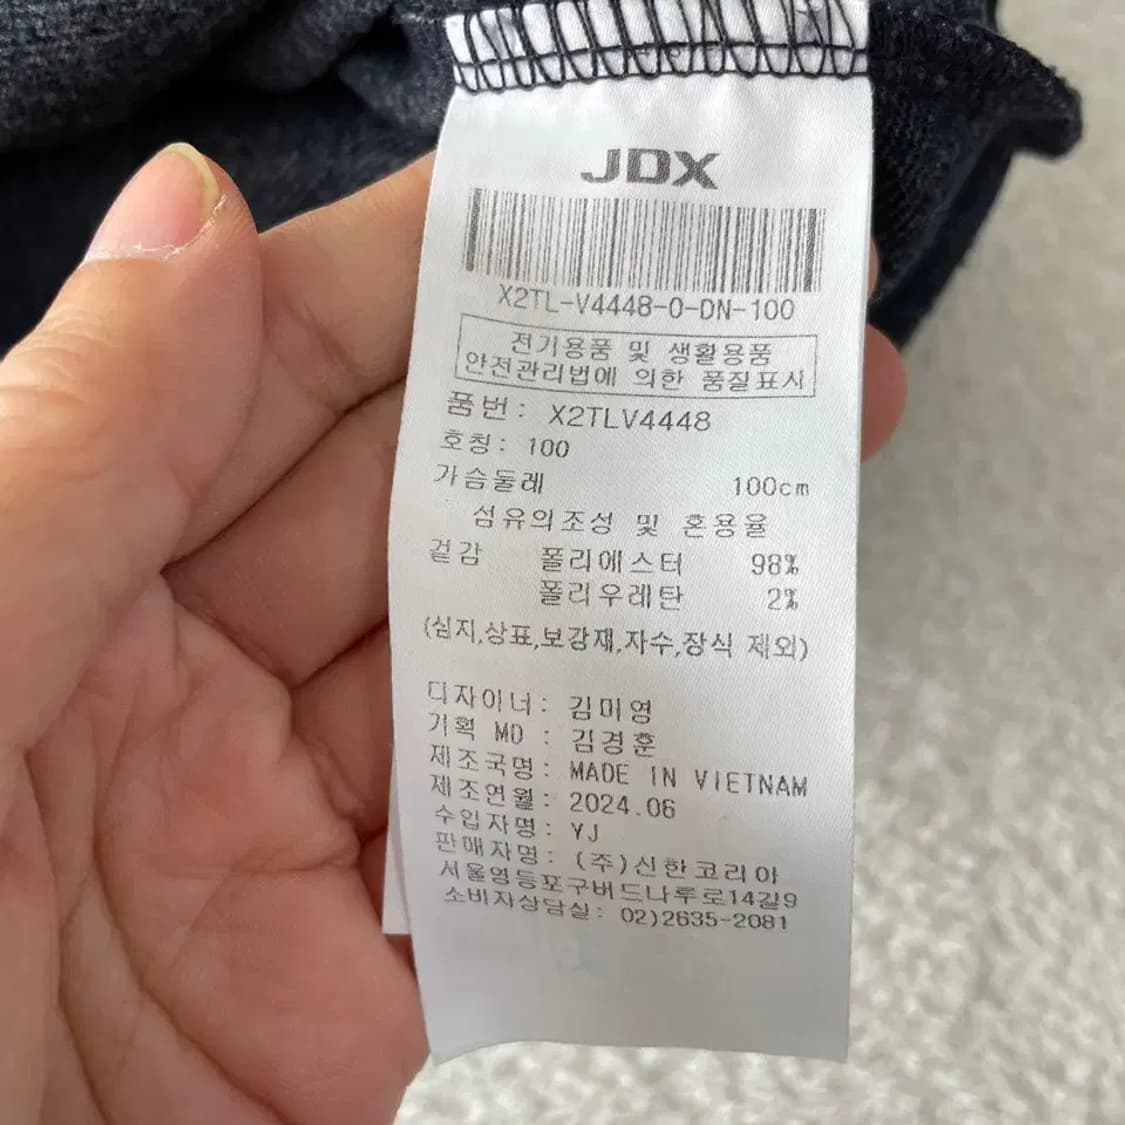 JDX
X2TL-V4448-0-DN-100
전기용품 및 생활용품
안전관리법에 의한 품질표시
품번: X2TLV4448
호칭: 100
가슴둘레 100cm
섬유의조성 및 혼용율
겉감 폴리에스터 98%
폴리우레탄 2%
(심지,상표,보강재,자수,장식 제외)
디자이너: 김미영
기획 MD : 김경훈
제조국명: MADE IN VIETNAM
제조연월: 2024.06
수입자명: YJ
판매자명: (주)신한코리아
서울영등포구버드나루로14길9
소비자상담실: 02)2635-2081